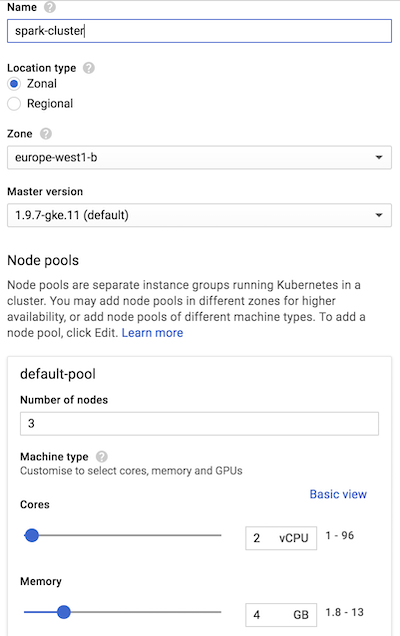 Name
spark-cluster
Location type
Zonal
Regional
Zone
europe-west1-b
Master version
1.9.7-gke.11 (default)
Node pools
Node pools are separate instance groups running Kubernetes in a
cluster. You may add node pools in different zones for higher
availability, or add node pools of different machine types. To add a
node pool, click Edit. Learn more
default-pool
Number of nodes
3
Machine type
Customise to select cores, memory and GPUs
Basic view
Cores
2 vCPU 1 - 96
Memory
4 GB 1.8 - 13